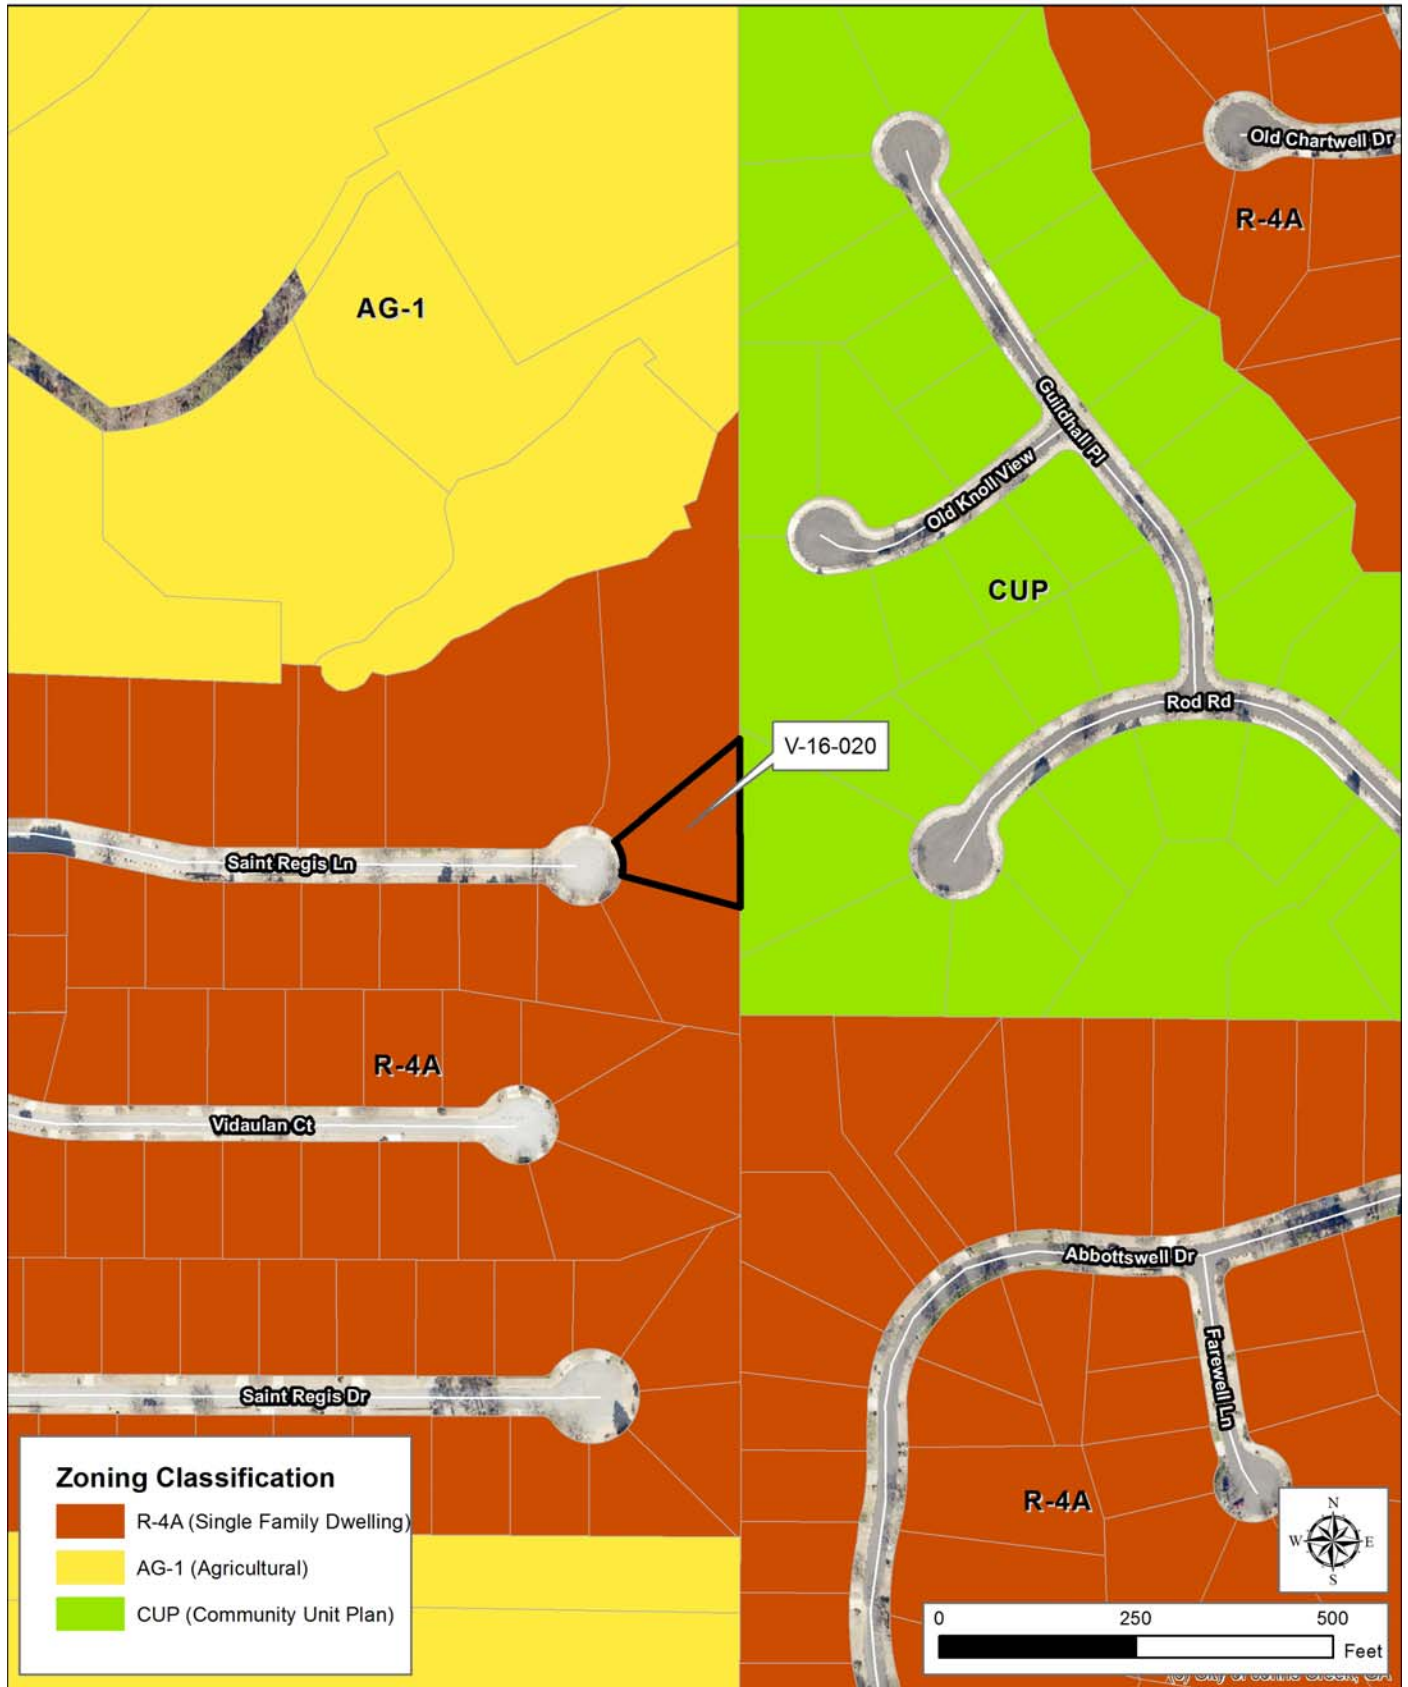 Old Chartwell Dr
R-4A
AG-1
Guildhall Pl
Old Knoll View
CUP
Rod Rd
V-16-020
Saint Regis Ln
R-4A
Vidaulan Ct
Abbottswell Dr
Farewell Ln
Saint Regis Dr
R-4A
Zoning Classification
R-4A (Single Family Dwelling)
AG-1 (Agricultural)
CUP (Community Unit Plan)
N
W E
S
0 250 500
Feet